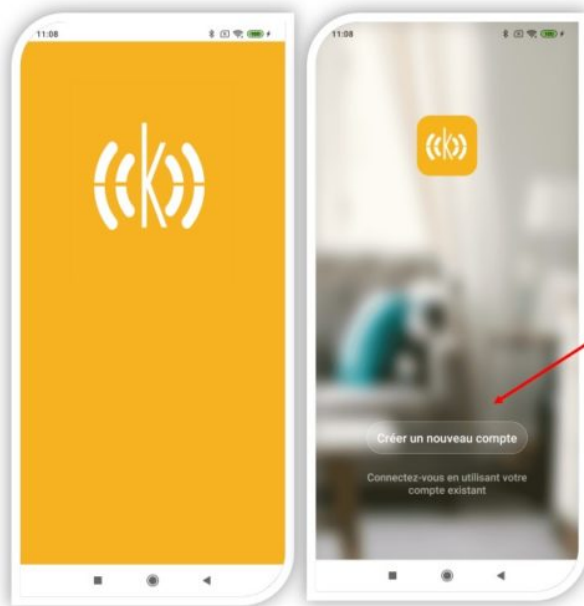 11:08
k
11:08
k
Créer un nouveau compte
Connectez-vous en utilisant votre
compte existant